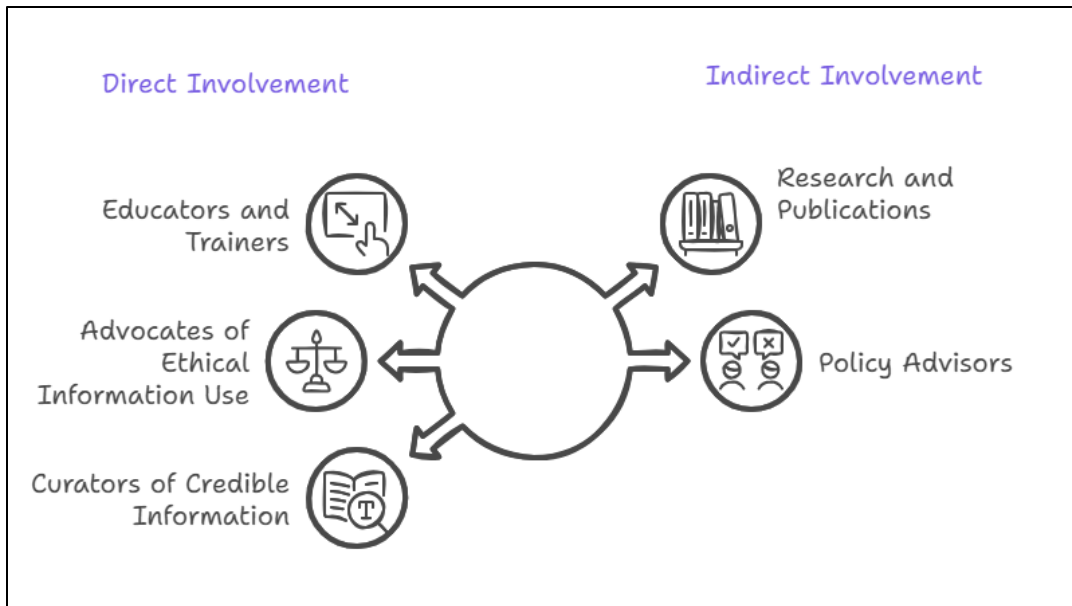 Direct Involvement
Indirect Involvement
Educators and
Trainers
Advocates of
Ethical
Information Use
Curators of Credible
Information
T
Research and
Publications
Policy Advisors